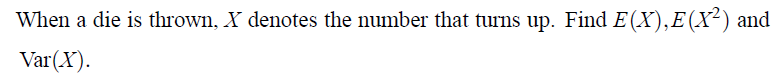 When a die is thrown, X denotes the number that turns up. Find E(X),E(X²) and
Var(X).